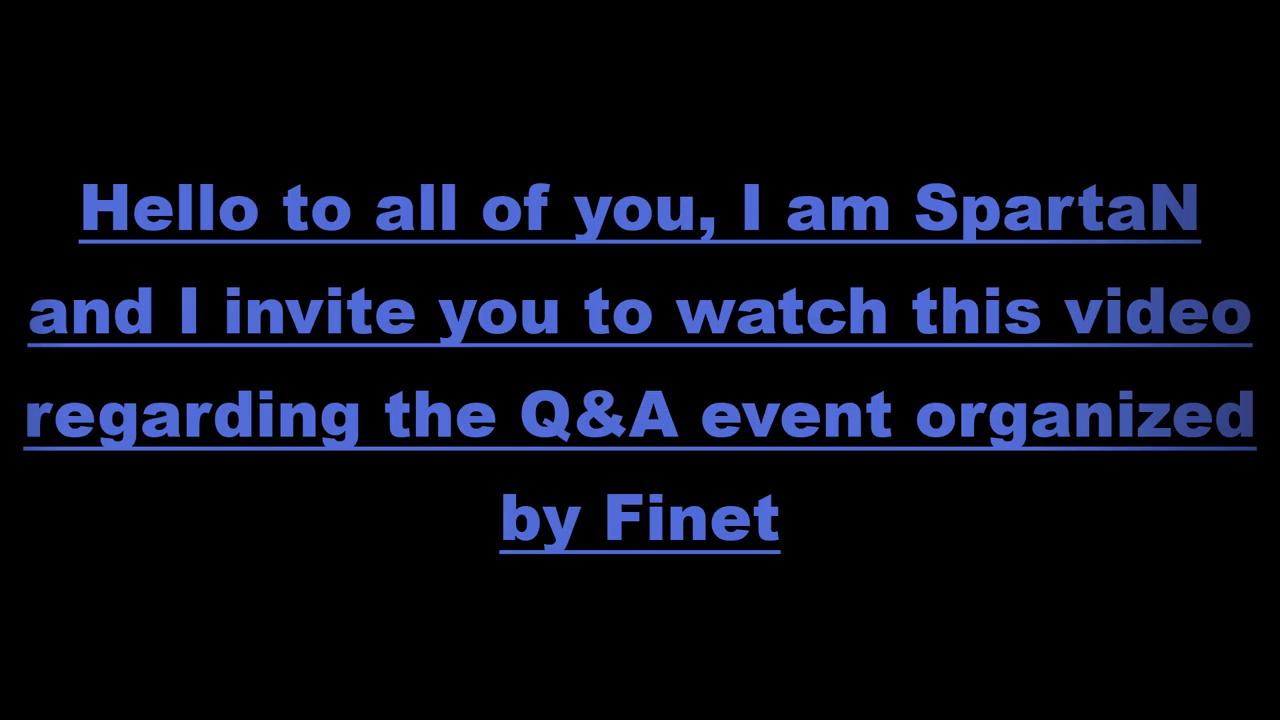 Hello to all of you, I am SpartaN
and I invite you to watch this video
regarding the Q&A event organized
by Finet